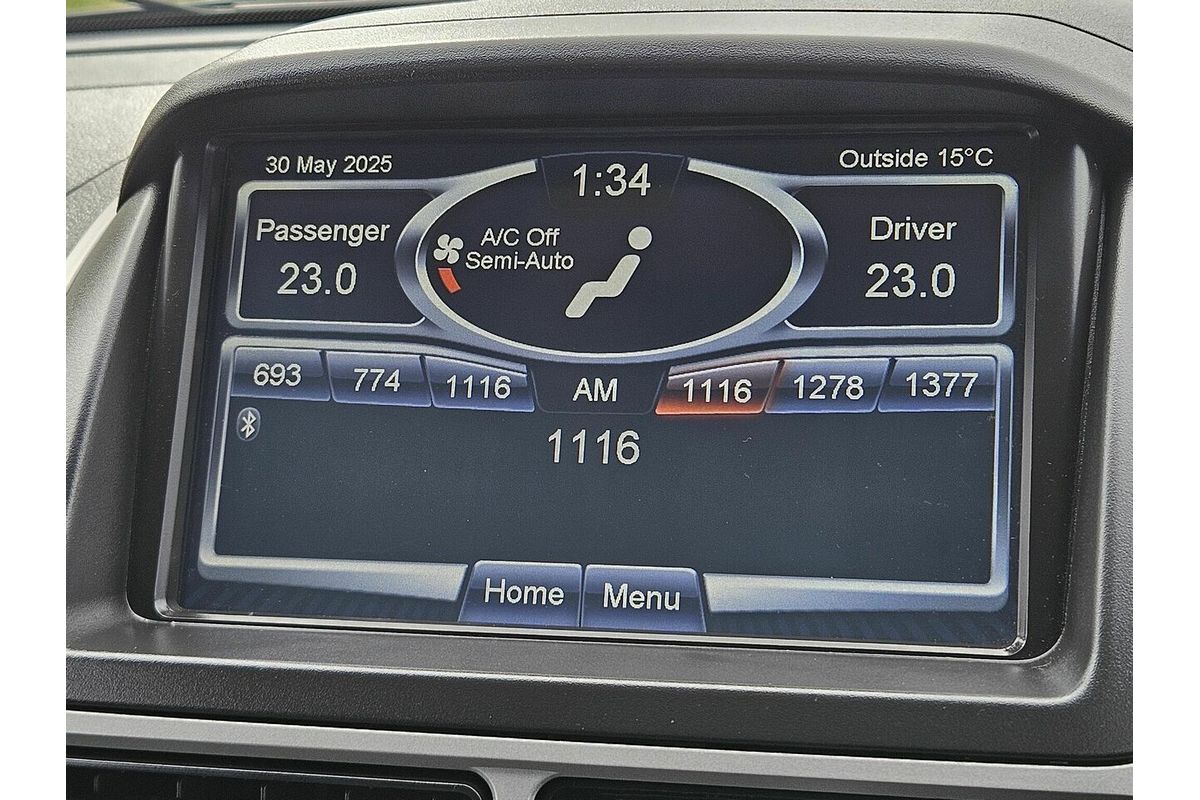 30 May 2025
1:34
Outside 15°C
Passenger
23.0
A/C Off
Semi-Auto
Driver
23.0
693 774 1116 AM 1116 1278 1377
1116
Home Menu